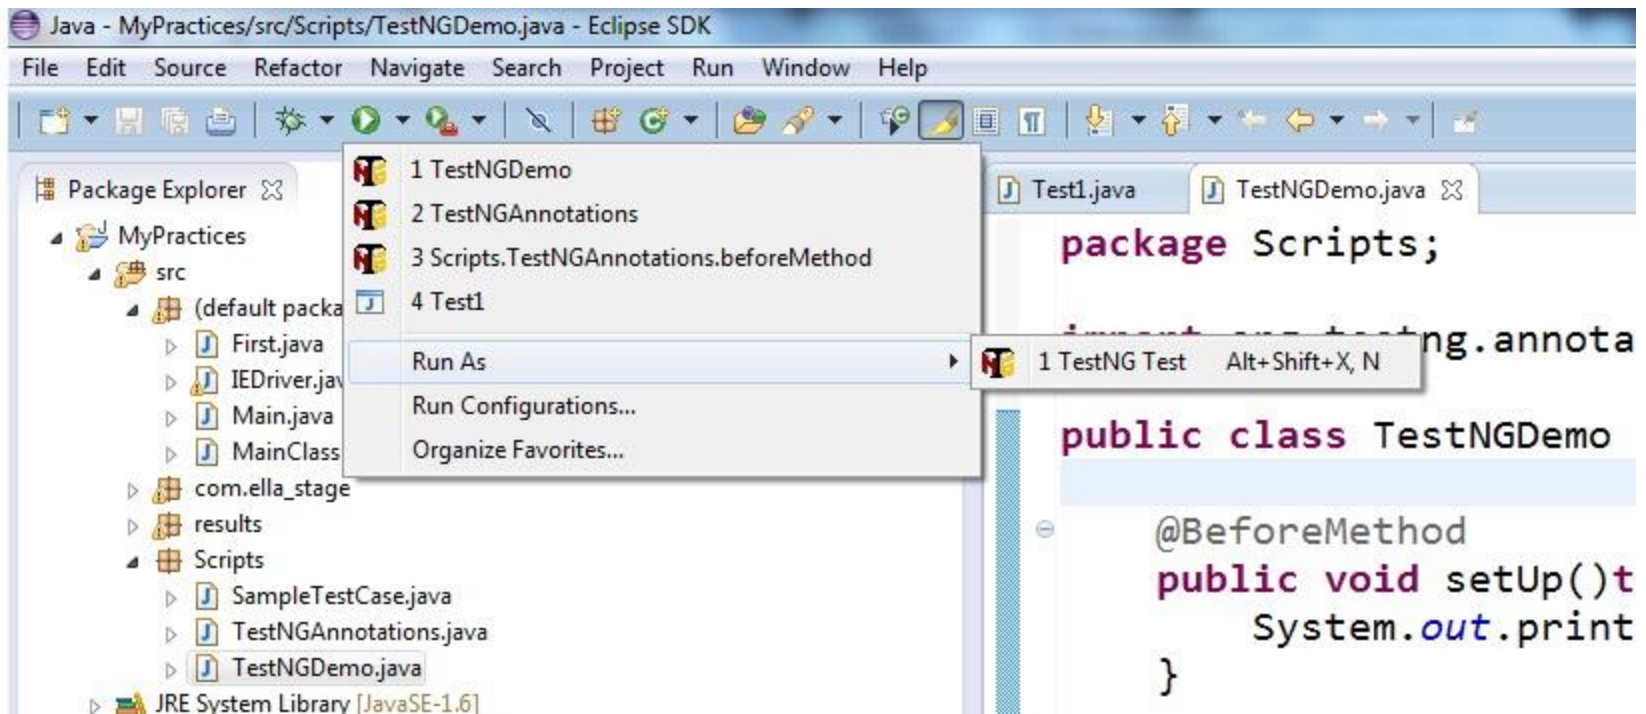 Java - MyPractices/src/Scripts/TestNGDemo.java - Eclipse SDK
File Edit Source Refactor Navigate Search Project Run Window Help
Package Explorer
MyPractices
src
(default packa
First.java
IEDriver.jav
Main.java
MainClass
com.ella_stage
results
Scripts
SampleTestCase.java
TestNGAnnotations.java
TestNGDemo.java
JRE System Library [JavaSE-1.6]
1 TestNGDemo
2 TestNGAnnotations
3 Scripts.TestNGAnnotations.beforeMethod
4 Test1
Run As
Run Configurations...
Organize Favorites...
1 TestNG Test Alt+Shift+X, N
Test1.java TestNGDemo.java
package Scripts;
ng.annota
public class TestNGDemo
@BeforeMethod
public void setUp()t
System.out.print
}